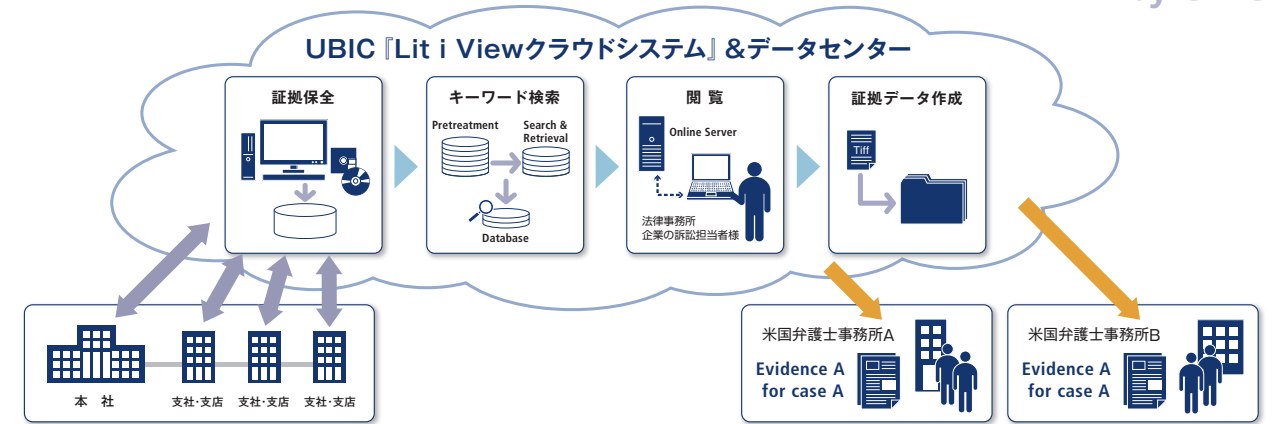 UBIC『Lit i Viewクラウドシステム』&データセンター
証拠保全
キーワード検索
Pretreatment
Search &
Retrieval
Database
閲 覧
Online Server
法律事務所
企業の訴訟担当者様
証拠データ作成
Tiff
本 社
支社・支店
支社・支店
支社・支店
米国弁護士事務所A
Evidence A
for case A
米国弁護士事務所B
Evidence A
for case A